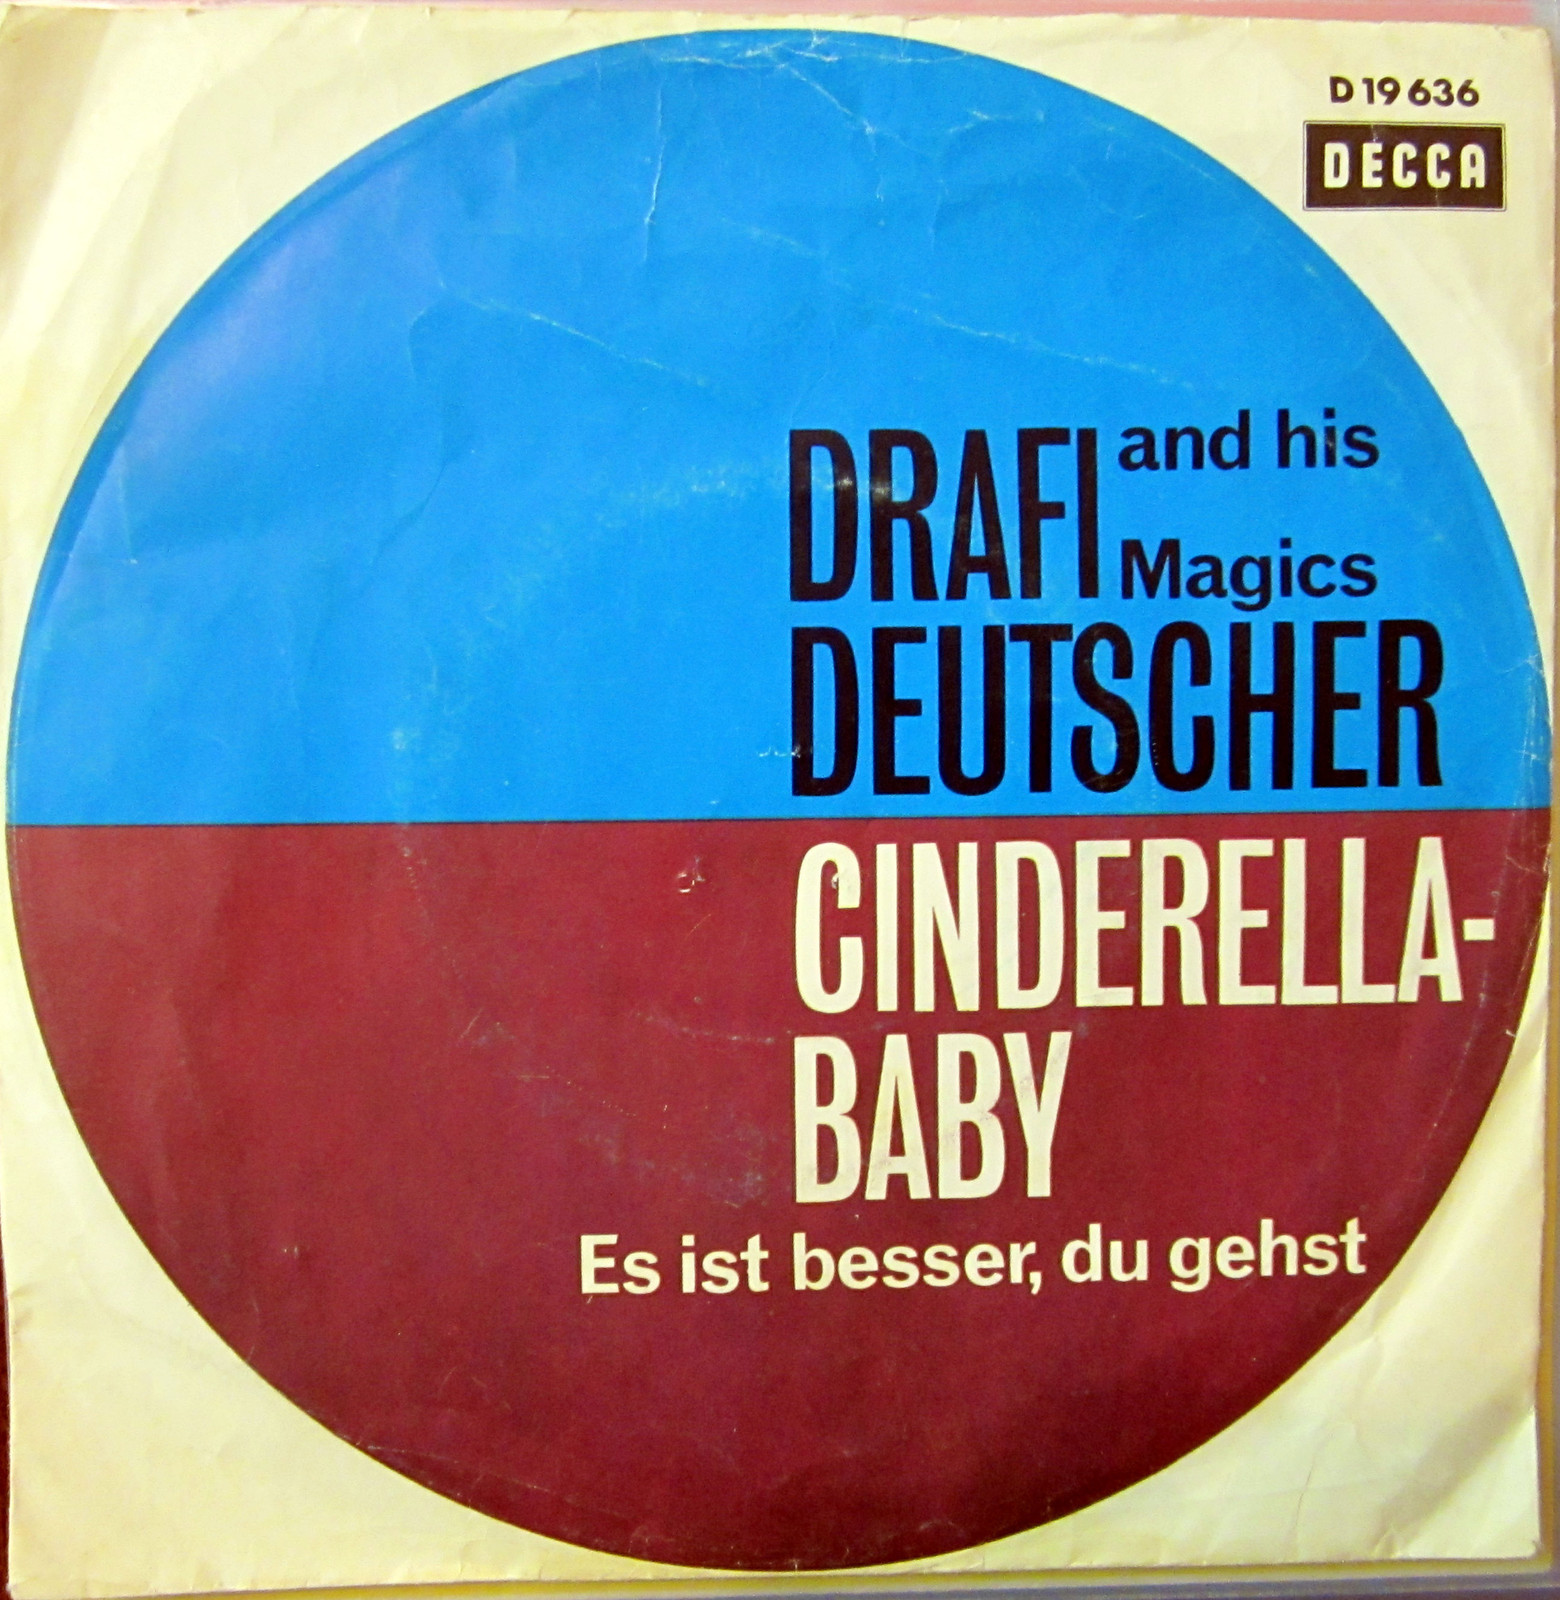 D 19 636
DECCA
DRAFI and his
Magics
DEUTSCHER
CINDERELLA-
BABY
Es ist besser, du gehst